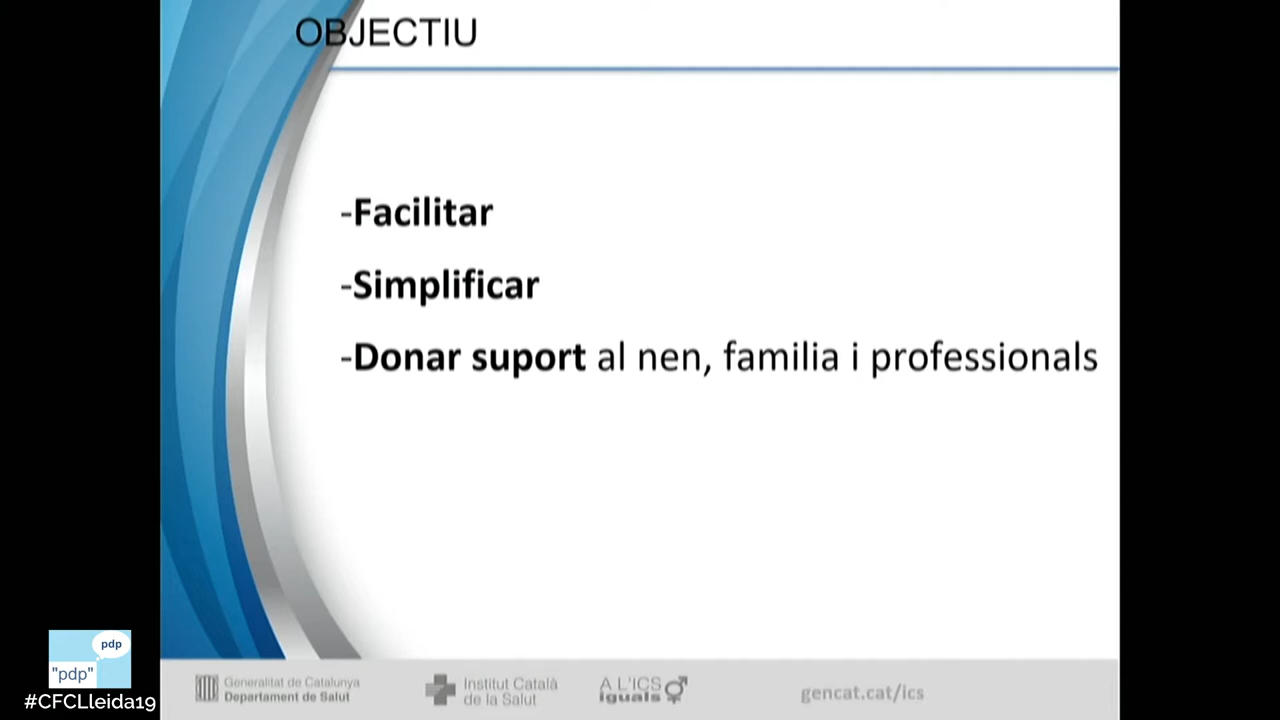 OBJECTIU
-Facilitar
-Simplificar
-Donar suport al nen, familia i professionals
pdp
"pdp"
#CFCLleida19
Generalitat de Catalunya
Departament de Salut
Institut Català
de la Salut
A L'ICS
iguals
gencat.cat/ics